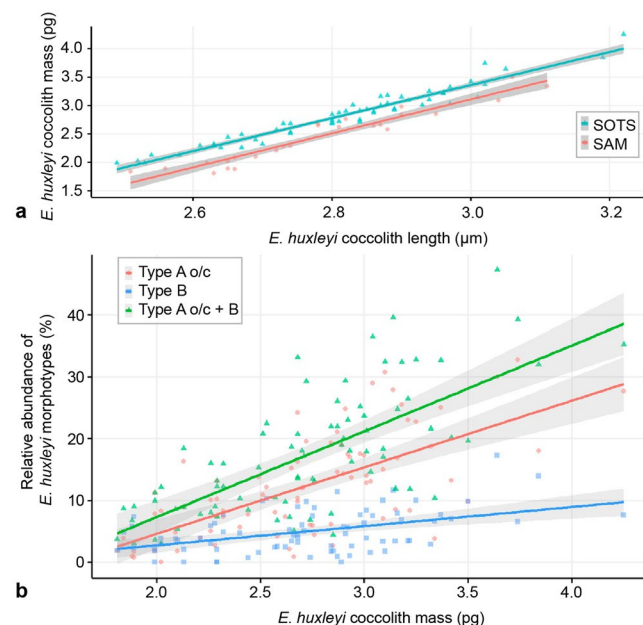 E. huxleyi coccolith mass (pg)
4.0
3.5
3.0
2.5
2.0
1.5
SOTS
SAM
2.6
2.8
3.0
3.2
a
E. huxleyi coccolith length (µm)
Relative abundance of
E. huxleyi morphotypes (%)
Type A o/c
Type B
Type A o/c + B
40
30
20
10
0
2.0
2.5
3.0
3.5
4.0
b
E. huxleyi coccolith mass (pg)